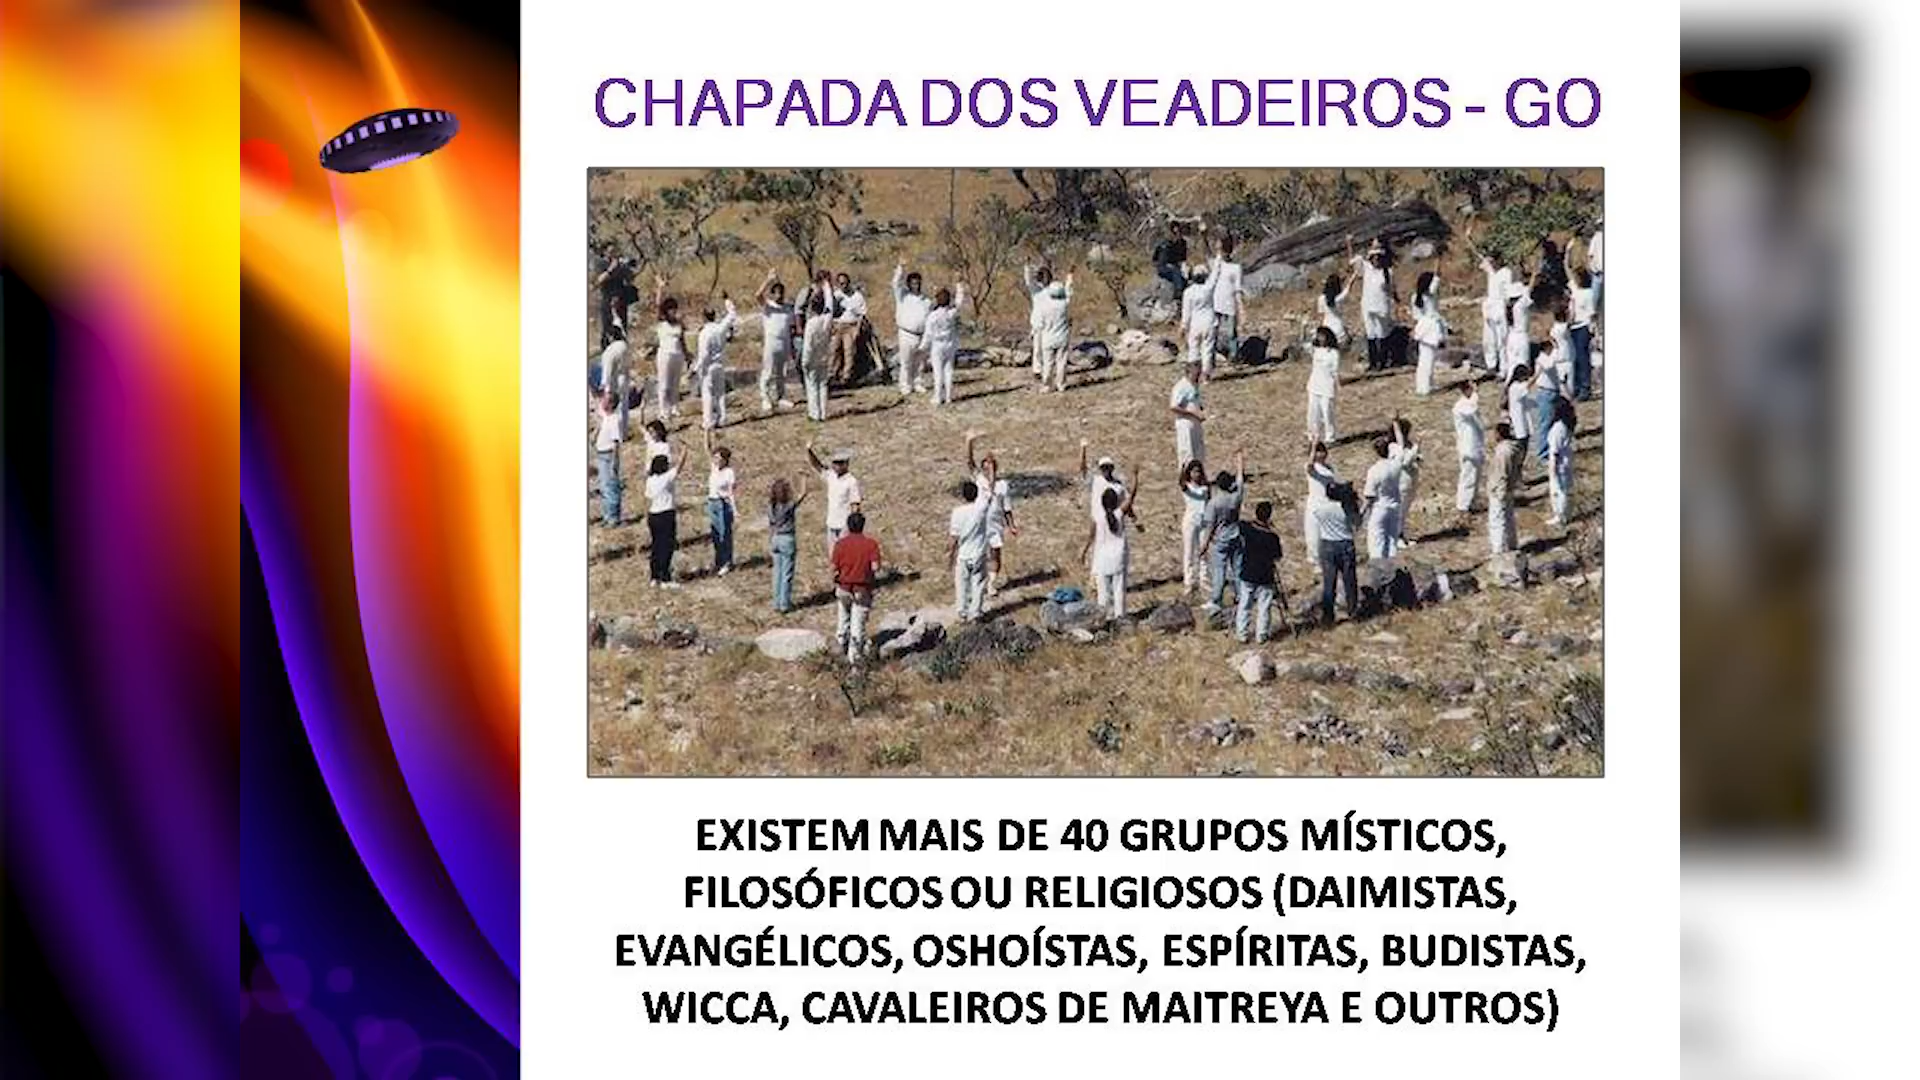 CHAPADA DOS VEADEIROS - GO
EXISTEM MAIS DE 40 GRUPOS MÍSTICOS,
FILOSÓFICOS OU RELIGIOSOS (DAIMISTAS,
EVANGÉLICOS, OSHOÍSTAS, ESPÍRITAS, BUDISTAS,
WICCA, CAVALEIROS DE MAITREYA E OUTROS)